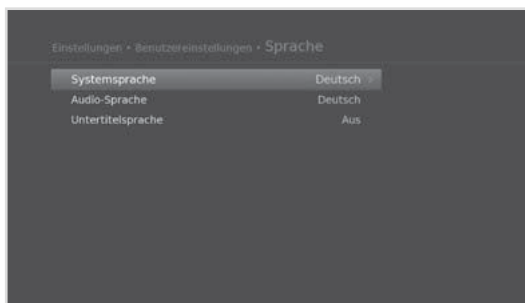 Einstellungen • Benutzereinstellungen • Sprache
Systemsprache Deutsch >
Audio-Sprache Deutsch
Untertitelsprache Aus